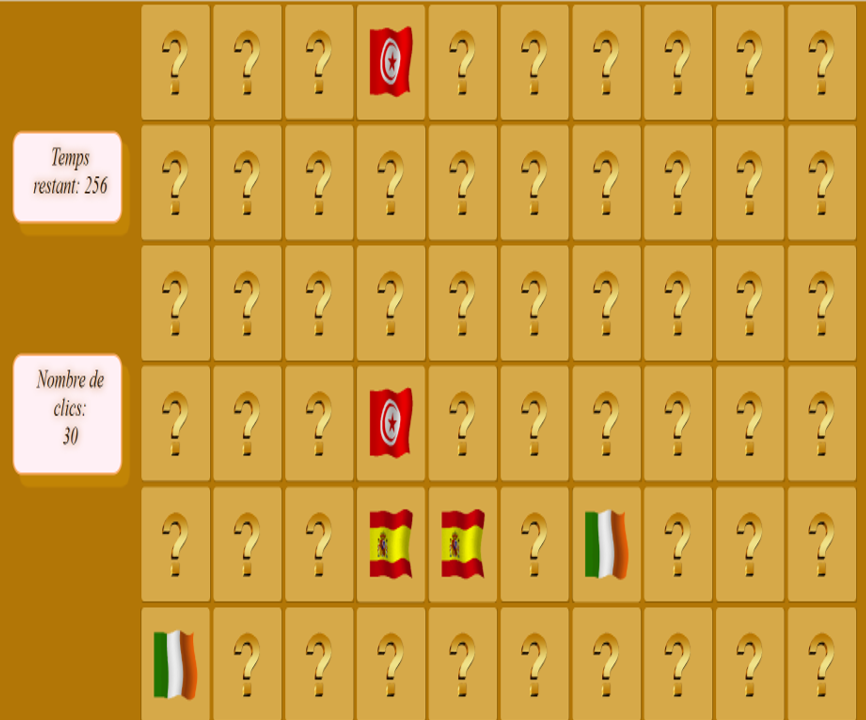 Temps
restant: 256
Nombre de
clics:
30
? ? ? ? ? ? ? ? ?
? ? ? ? ? ? ? ? ? ?
? ? ? ? ? ? ? ? ? ?
? ? ? ? ? ? ? ? ?
? ? ? ? ? ? ?
? ? ? ? ? ? ? ? ?